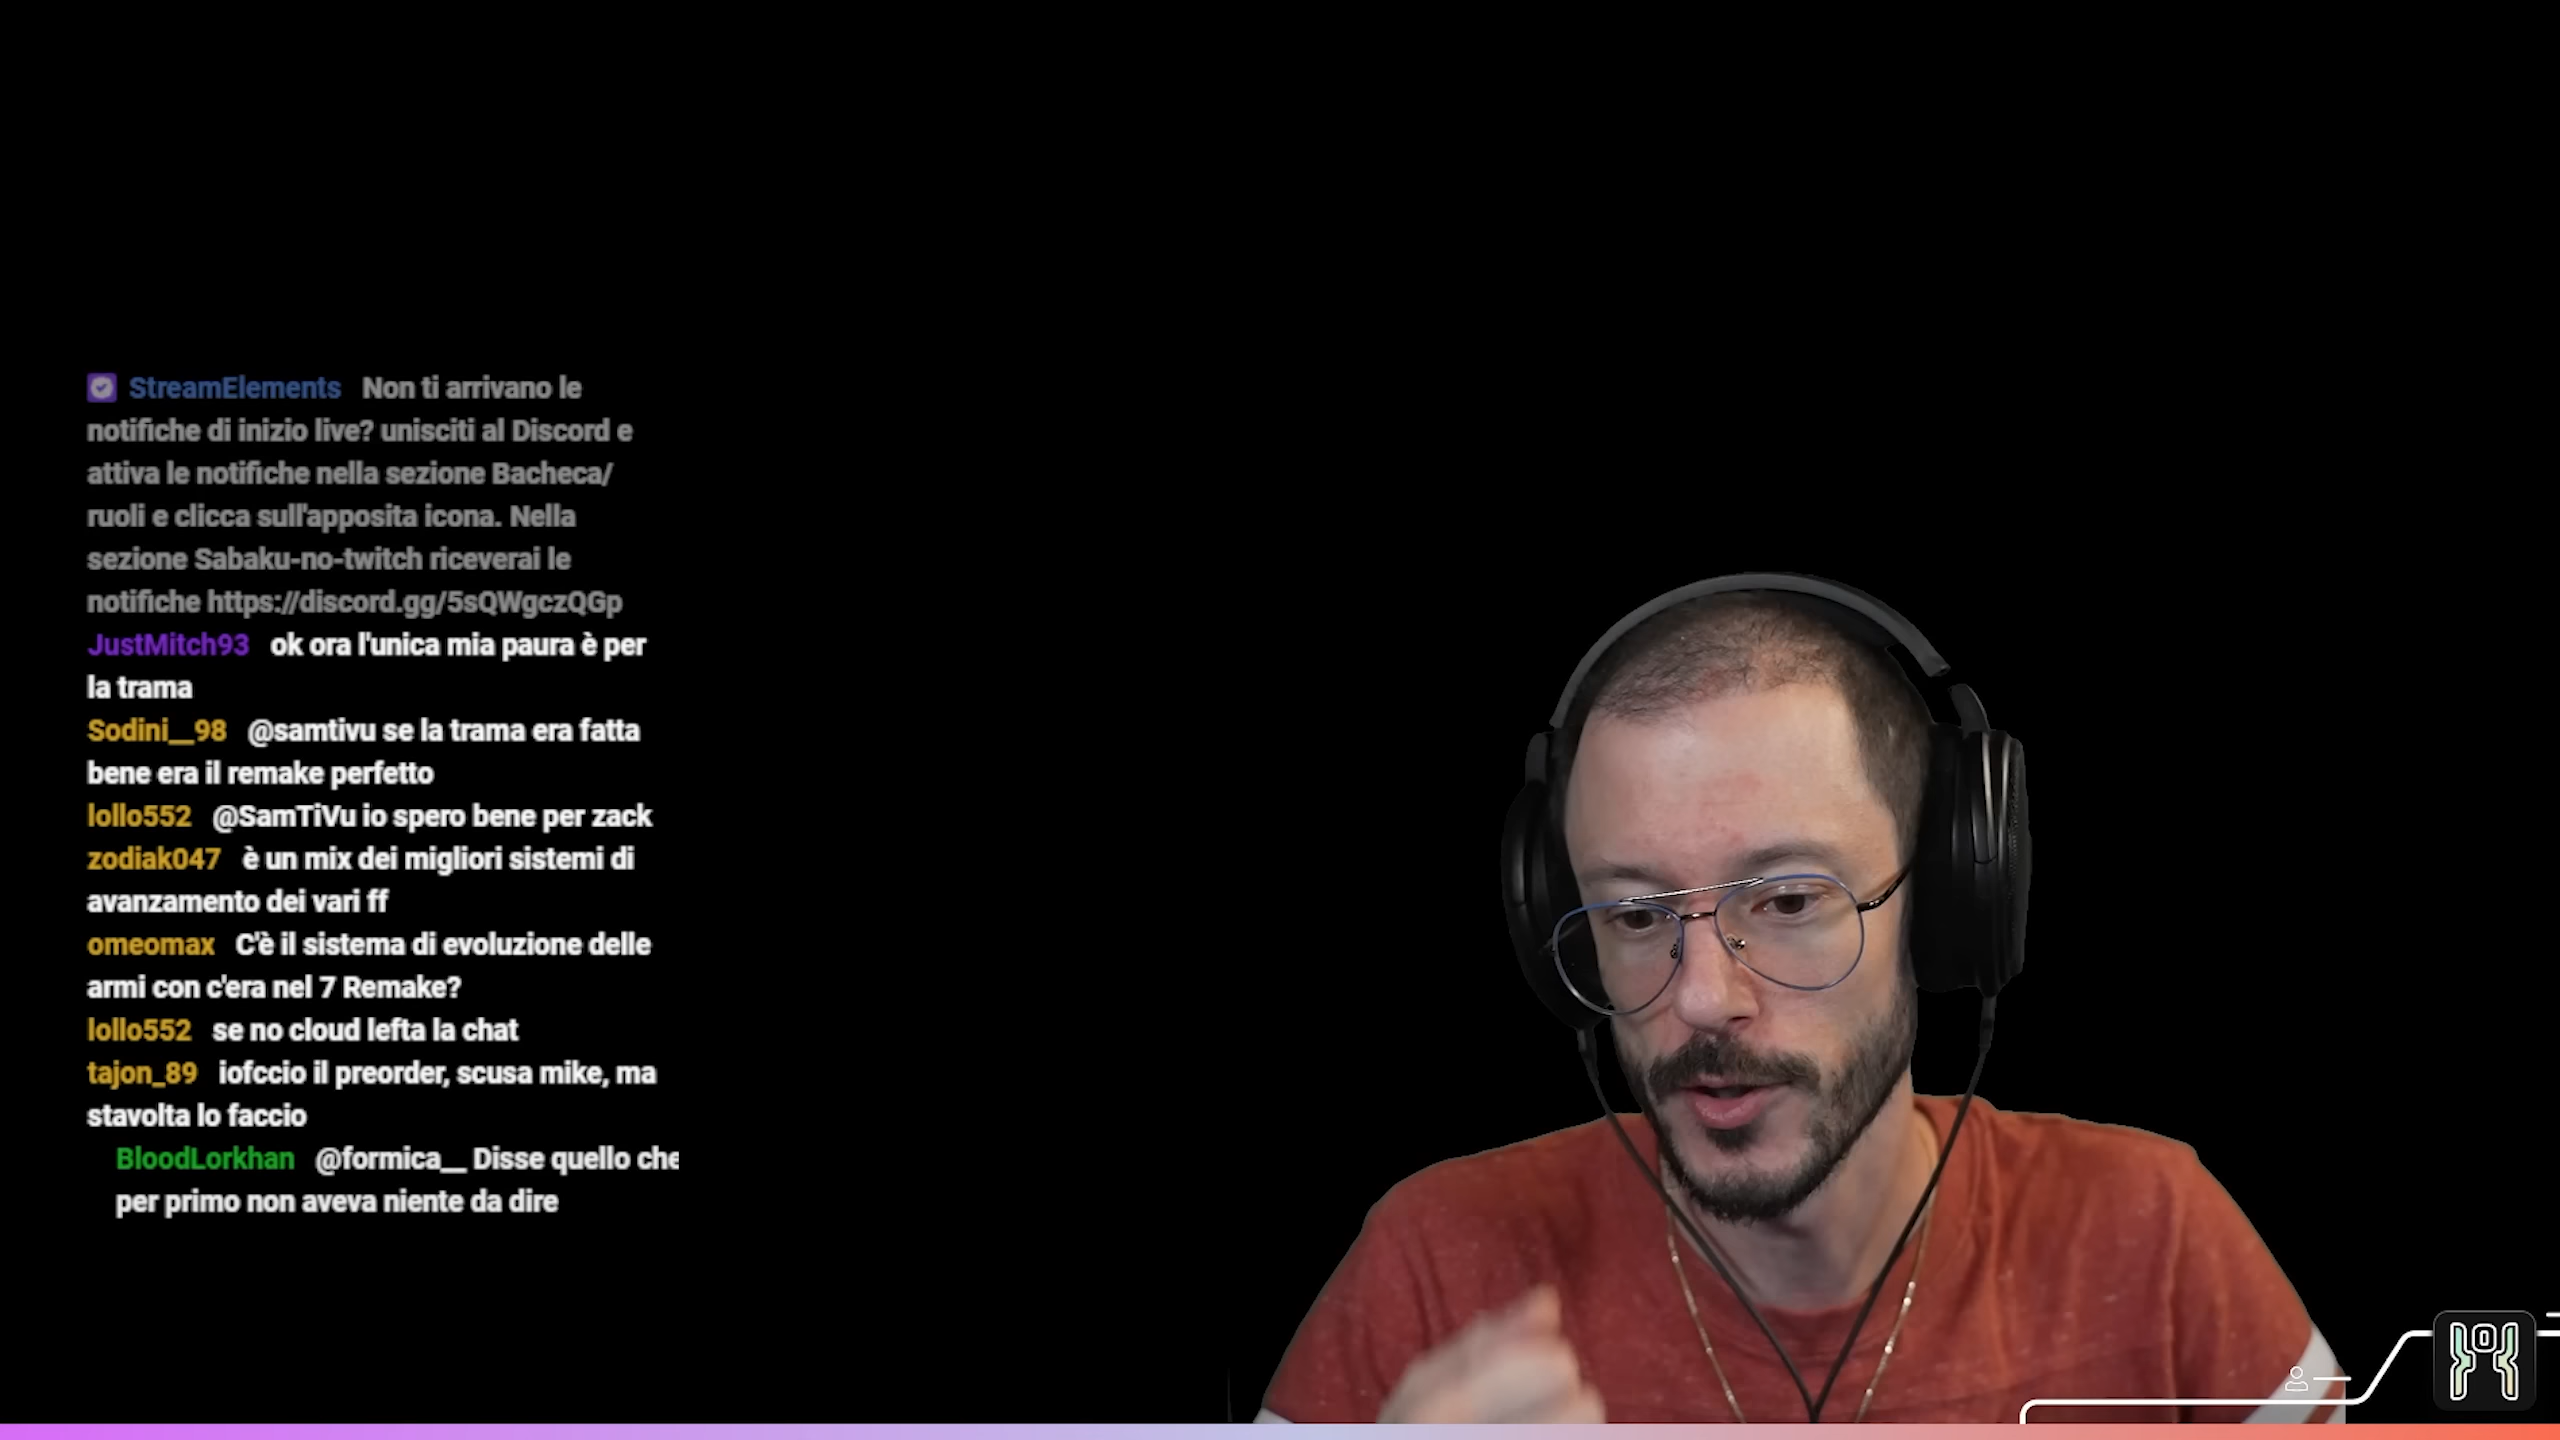 StreamElements Non ti arrivano le
notifiche di inizio live? unisciti al Discord e
attiva le notifiche nella sezione Bacheca/
ruoli e clicca sull'apposita icona. Nella
sezione Sabaku-no-twitch riceverai le
notifiche https://discord.gg/5sQWgczQGp
JustMitch93 ok ora l'unica mia paura è per
la trama
Sodini__98 @samtivu se la trama era fatta
bene era il remake perfetto
lollo552 @SamTiVu io spero bene per zack
zodiak047 è un mix dei migliori sistemi di
avanzamento dei vari ff
omeomax C'è il sistema di evoluzione delle
armi con c'era nel 7 Remake?
lollo552 se no cloud lefta la chat
tajon_89 iofccio il preorder, scusa mike, ma
stavolta lo faccio
BloodLorkhan @formica__ Disse quello che
per primo non aveva niente da dire